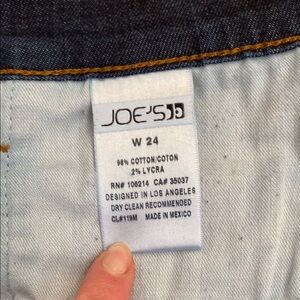 JOE'S
W 24
98% COTTON/COTON
2% LYCRA
RN# 106214 CA# 35037
DESIGNED IN LOS ANGELES
DRY CLEAN RECOMMENDED
CL#119M MADE IN MEXICO